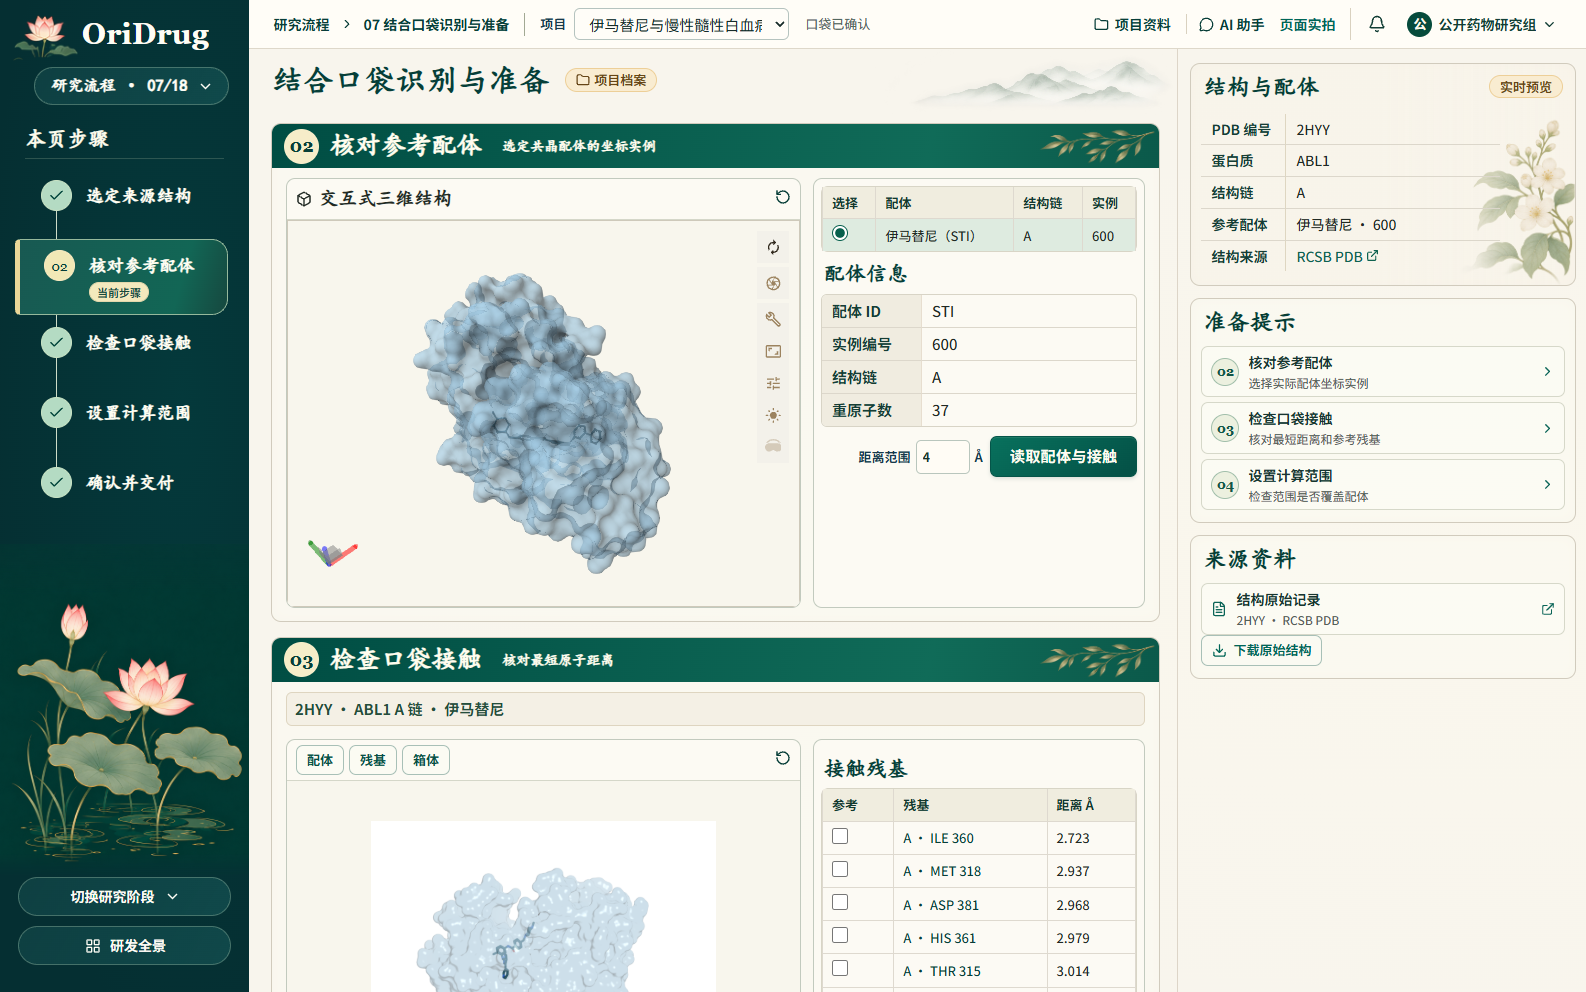 OriDrug
研究流程 • 07/18
本页步骤
选定来源结构
02 核对参考配体
当前步骤
检查口袋接触
设置计算范围
确认并交付
切换研究阶段
研发全景
研究流程 > 07 结合口袋识别与准备
项目 伊马替尼与慢性髓性白血 口袋已确认
项目资料 AI 助手 页面实拍 公 公开药物研究组
结合口袋识别与准备 项目档案
02 核对参考配体 选定共晶配体的坐标实例
交互式三维结构
选择 配体 结构链 实例
伊马替尼（STI） A 600
配体信息
配体 ID STI
实例编号 600
结构链 A
重原子数 37
距离范围 4 Å 读取配体与接触
03 检查口袋接触 核对最短原子距离
2HYY · ABL1 A 链 · 伊马替尼
配体 残基 箱体
接触残基
参考 残基 距离 Å
A · ILE 360 2.723
A · MET 318 2.937
A · ASP 381 2.968
A · HIS 361 2.979
A · THR 315 3.014
结构与配体 实时预览
PDB 编号 2HYY
蛋白质 ABL1
结构链 A
参考配体 伊马替尼 · 600
结构来源 RCSB PDB
准备提示
02 核对参考配体
选择实际配体坐标实例
03 检查口袋接触
核对最短距离和参考残基
04 设置计算范围
检查范围是否覆盖配体
来源资料
结构原始记录
2HYY · RCSB PDB
下载原始结构